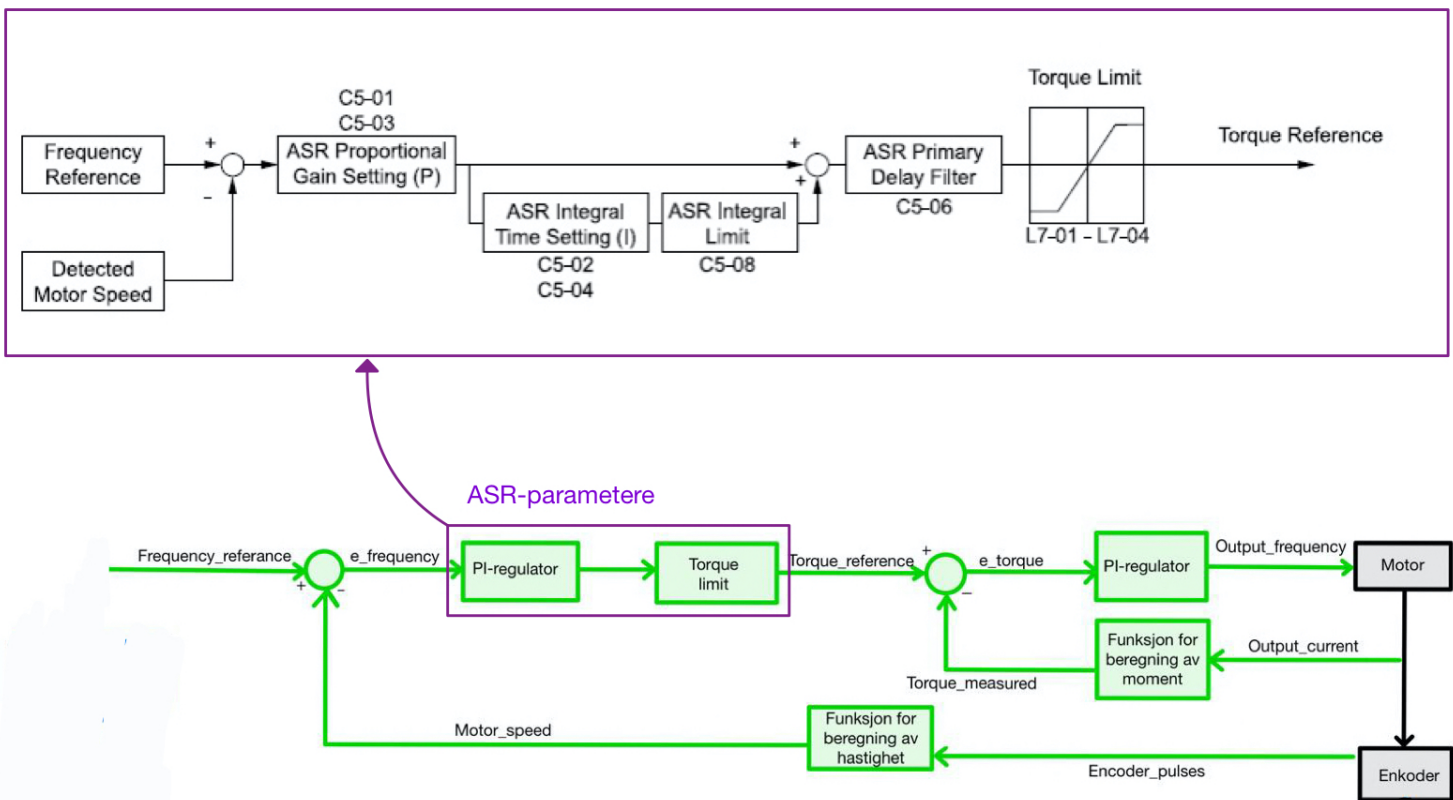 Torque Limit
C5-01
C5-03
Frequency
Reference
+
−
ASR Proportional
Gain Setting (P)
+
+
ASR Primary
Delay Filter
C5-06
Torque Reference
ASR Integral
Time Setting (I)
C5-02
C5-04
ASR Integral
Limit
C5-08
L7-01 - L7-04
Detected
Motor Speed
ASR-parametere
Frequency_referance
+
−
e_frequency
PI-regulator
Torque
limit
Torque_reference
+
−
e_torque
PI-regulator
Output_frequency
Motor
Funksjon for
beregning av
moment
Output_current
Torque_measured
Motor_speed
Funksjon for
beregning av
hastighet
Encoder_pulses
Enkoder